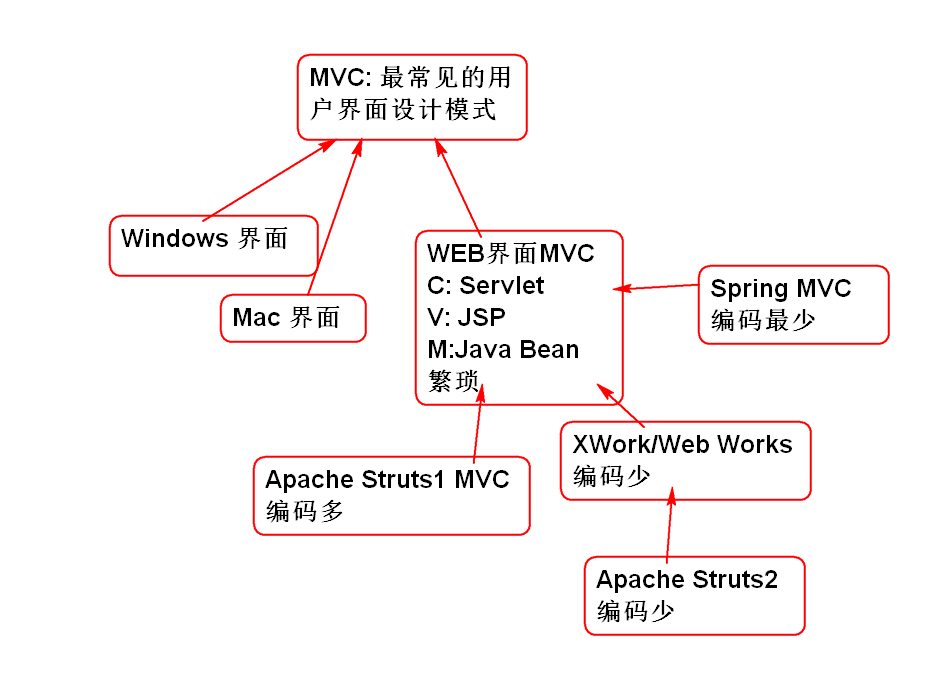 MVC: 最常见的用
户界面设计模式
Windows 界面
Mac 界面
WEB界面MVC
C: Servlet
V: JSP
M:Java Bean
繁琐
Spring MVC
编码最少
XWork/Web Works
编码少
Apache Struts1 MVC
编码多
Apache Struts2
编码少